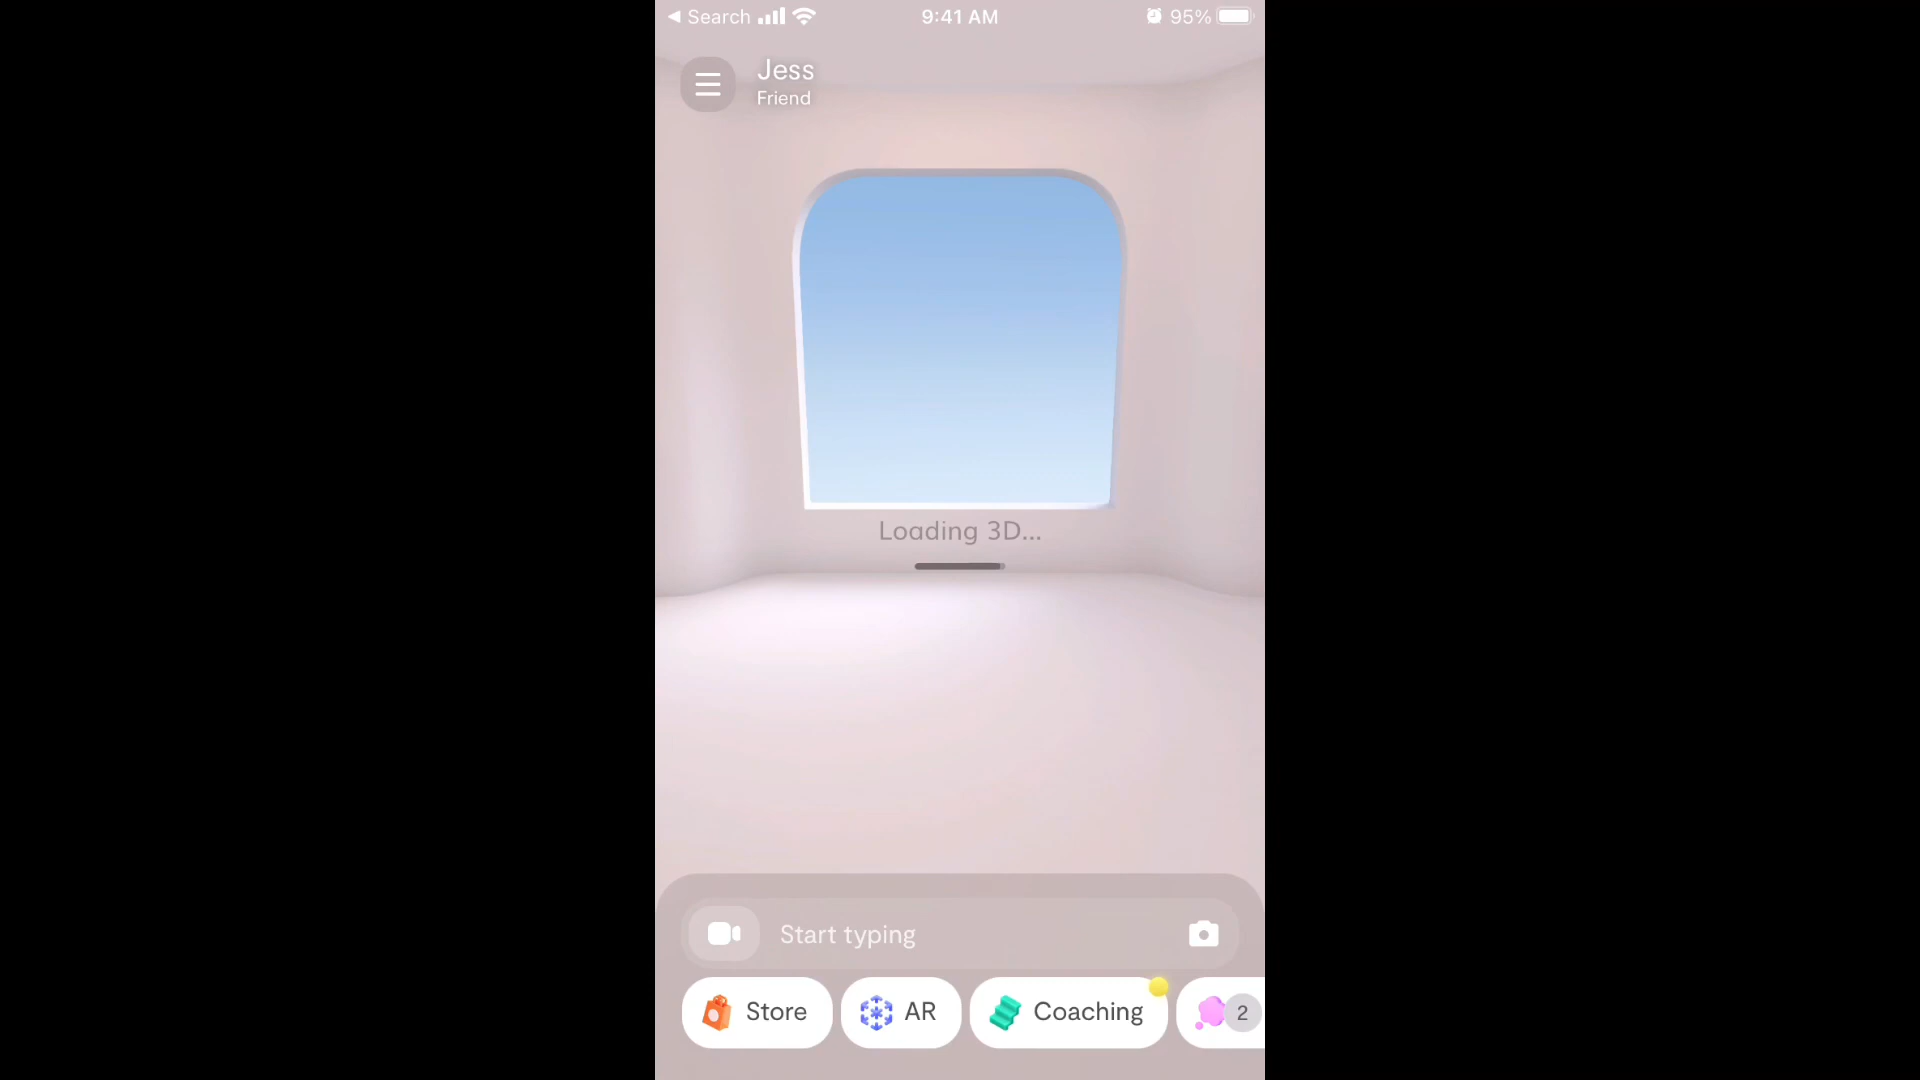 Search 9:41 AM 95%
Jess
Friend
Loading 3D...
Start typing
Store AR Coaching 2